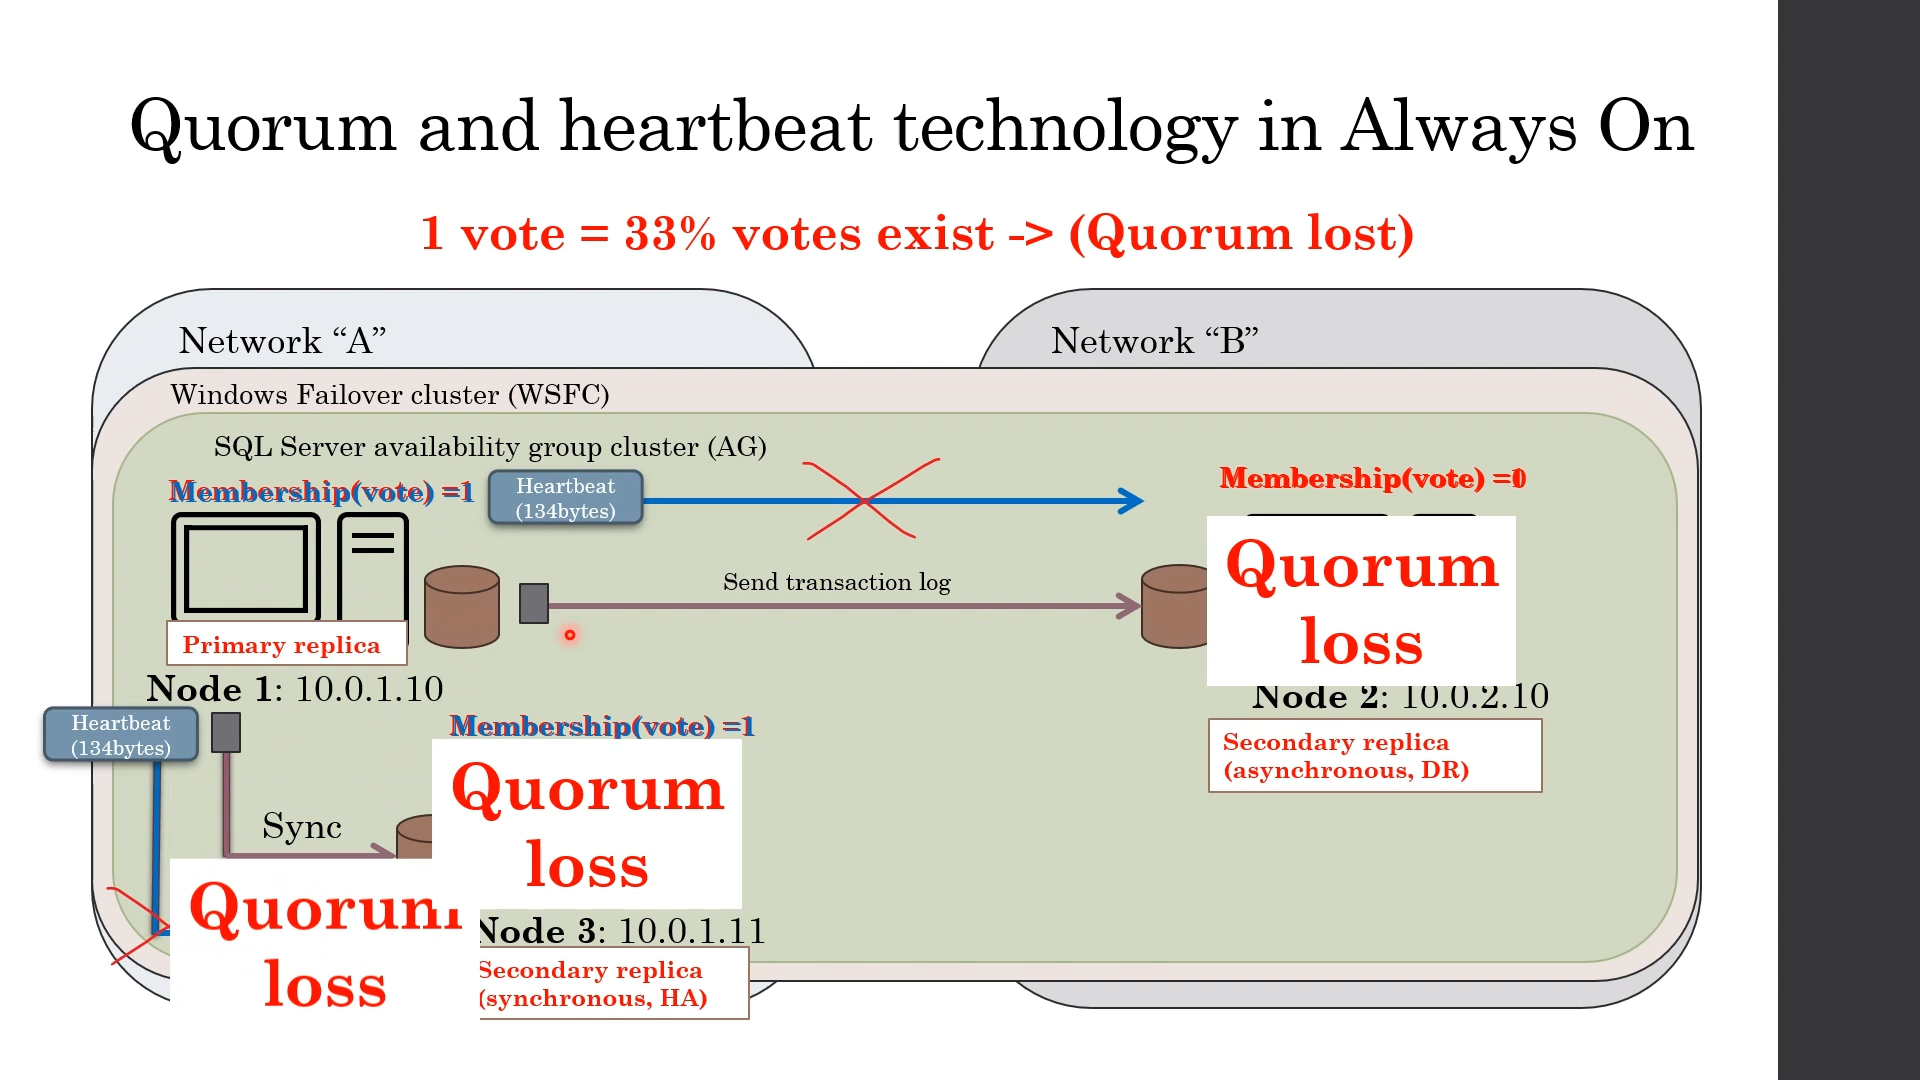 Quorum and heartbeat technology in Always On
1 vote = 33% votes exist -> (Quorum lost)
Network “A”
Network “B”
Windows Failover cluster (WSFC)
SQL Server availability group cluster (AG)
Membership(vote) =1
Heartbeat
(134bytes)
Membership(vote) =
Send transaction log
Quorum
loss
Primary replica
Node 1: 10.0.1.10
Node 2: 10.0.2.10
Heartbeat
(134bytes)
Membership(vote) =1
Secondary replica
(asynchronous, DR)
Quorum
loss
Sync
Quorum
loss
Node 3: 10.0.1.11
Secondary replica
(synchronous, HA)